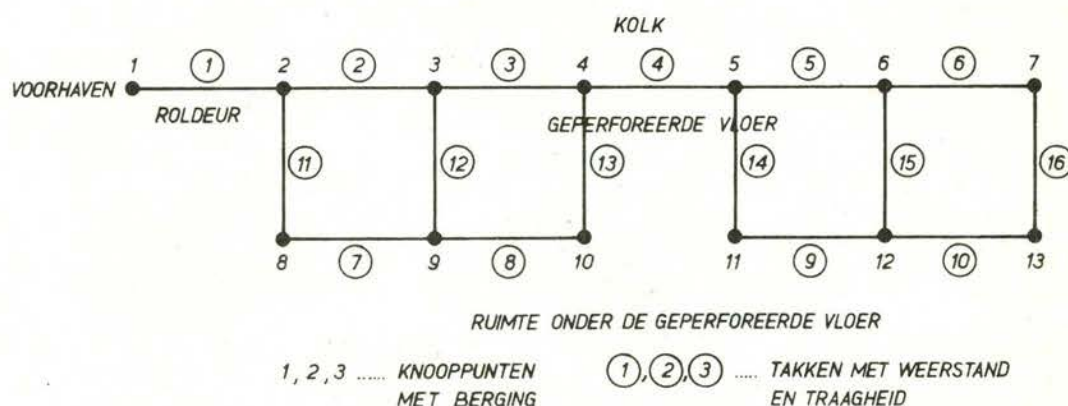 KOLK
1 ① 2 ② 3 ③ 4 ④ 5 ⑤ 6 ⑥ 7
VOORHAVEN
ROLDEUR
GEPERFOREERDE VLOER
⑪ ⑫ ⑬ ⑭ ⑮ ⑯
8 ⑦ 9 ⑧ 10 11 ⑨ 12 ⑩ 13
RUIMTE ONDER DE GEPERFOREERDE VLOER
1, 2, 3 ..... KNOOPPUNTEN
MET BERGING
①,②,③ .... TAKKEN MET WEERSTAND
EN TRAAGHEID